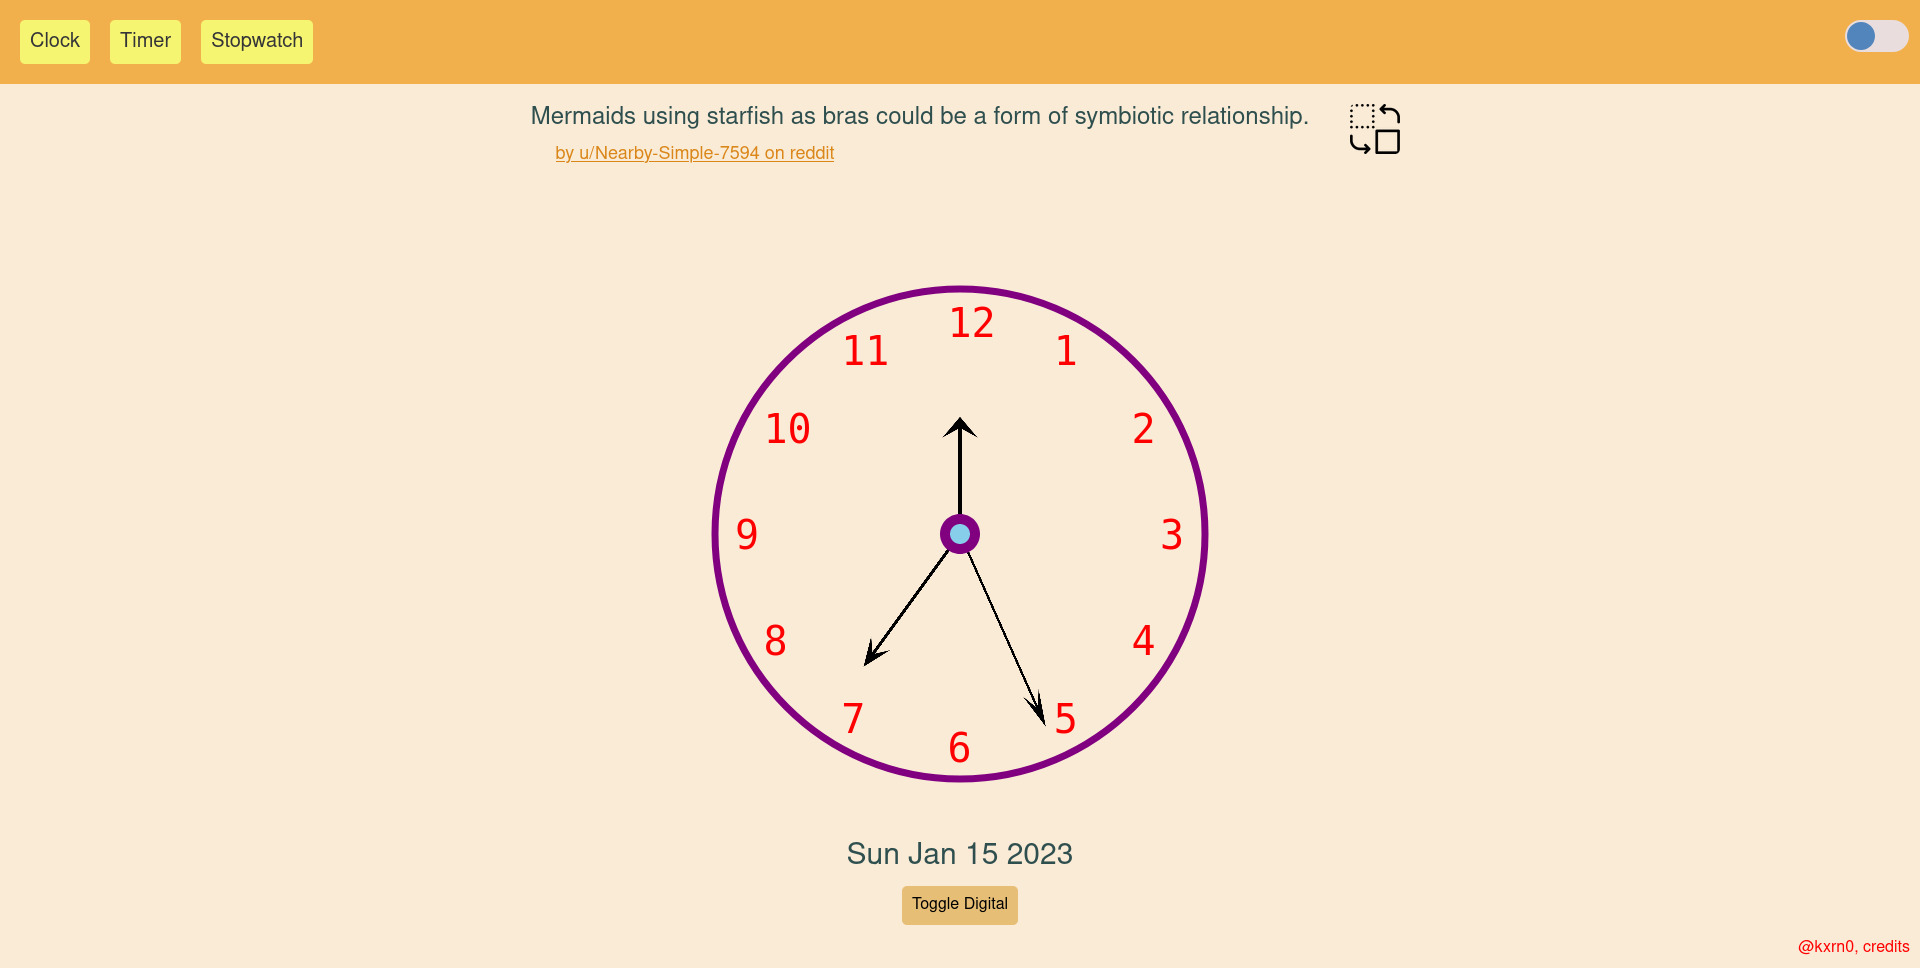 Clock Timer Stopwatch
Mermaids using starfish as bras could be a form of symbiotic relationship.
by u/Nearby-Simple-7594 on reddit
12
11 1
10 2
9 3
8 4
7 5
6
Sun Jan 15 2023
Toggle Digital
@kxrn0, credits